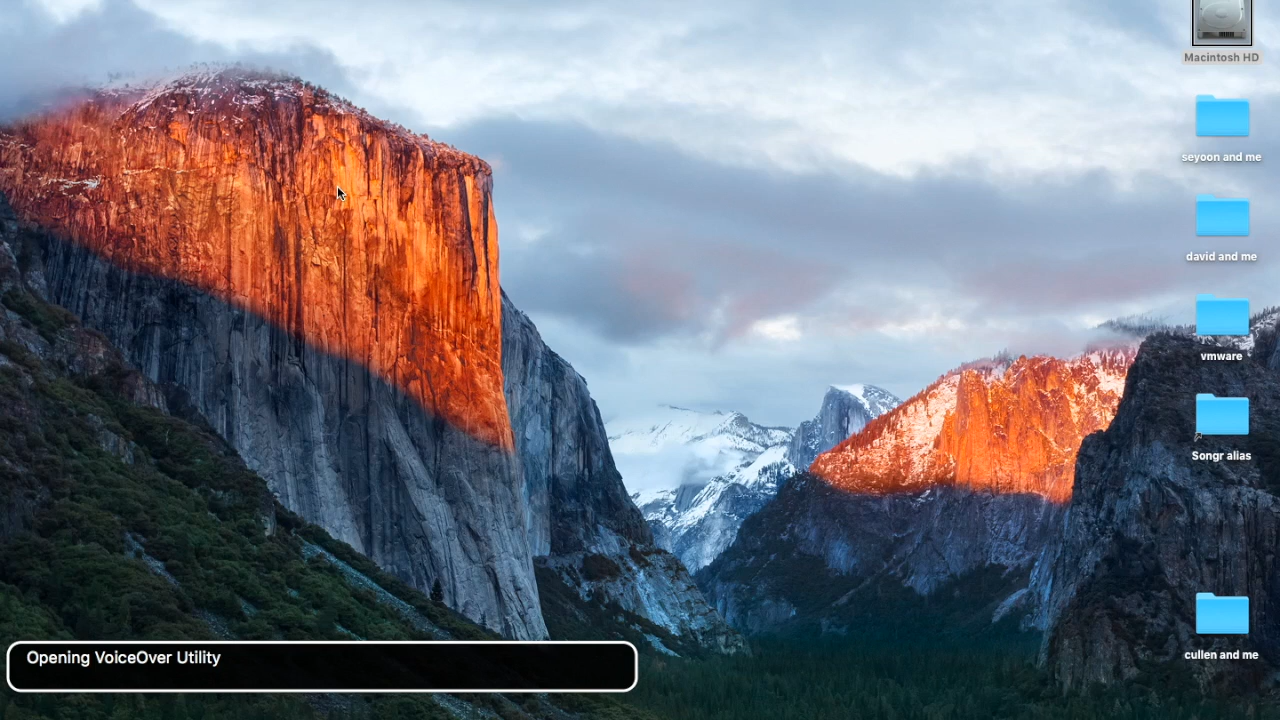 Macintosh HD
seyoon and me
david and me
vmware
Songr alias
cullen and me
Opening VoiceOver Utility